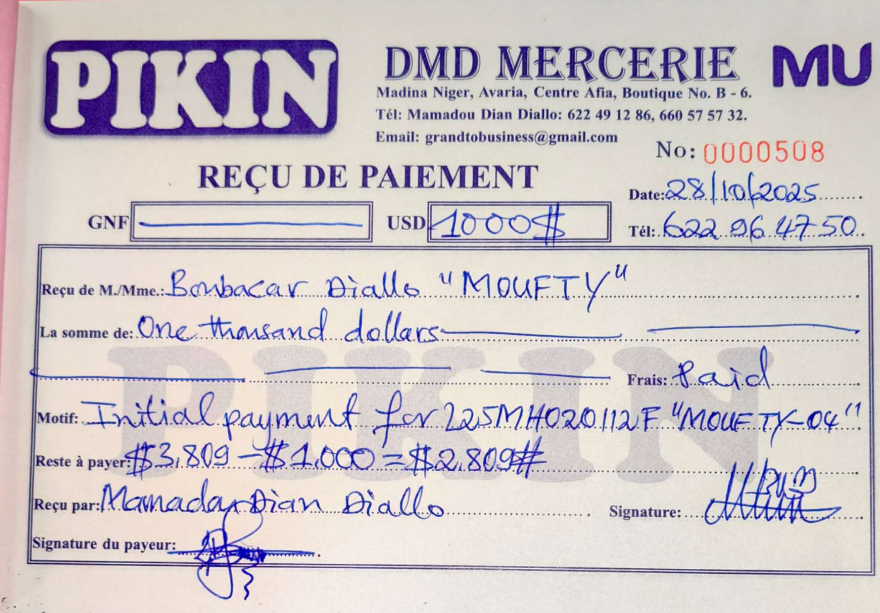 PIKIN
DMD MERCERIE
MU
Madina Niger, Avaria, Centre Afia, Boutique No. B - 6.
Tél: Mamadou Dian Diallo: 622 49 12 86, 660 57 57 32.
Email: grandtobusiness@gmail.com
No: 0000508
REÇU DE PAIEMENT
Date: 28/10/2025
GNF USD 1000$ Tél: 622 96 47 50
Reçu de M./Mme.: Boubacar Diallo "MOUFTY"
La somme de: One thousand dollars
Frais: Paid
Motif: Initial payment for 225MH020112F "MOUFTY-04"
Reste à payer: $3,809 - $1,000 = $2,809#
Reçu par: Mamadou Dian Diallo Signature:
Signature du payeur:
PIKIN